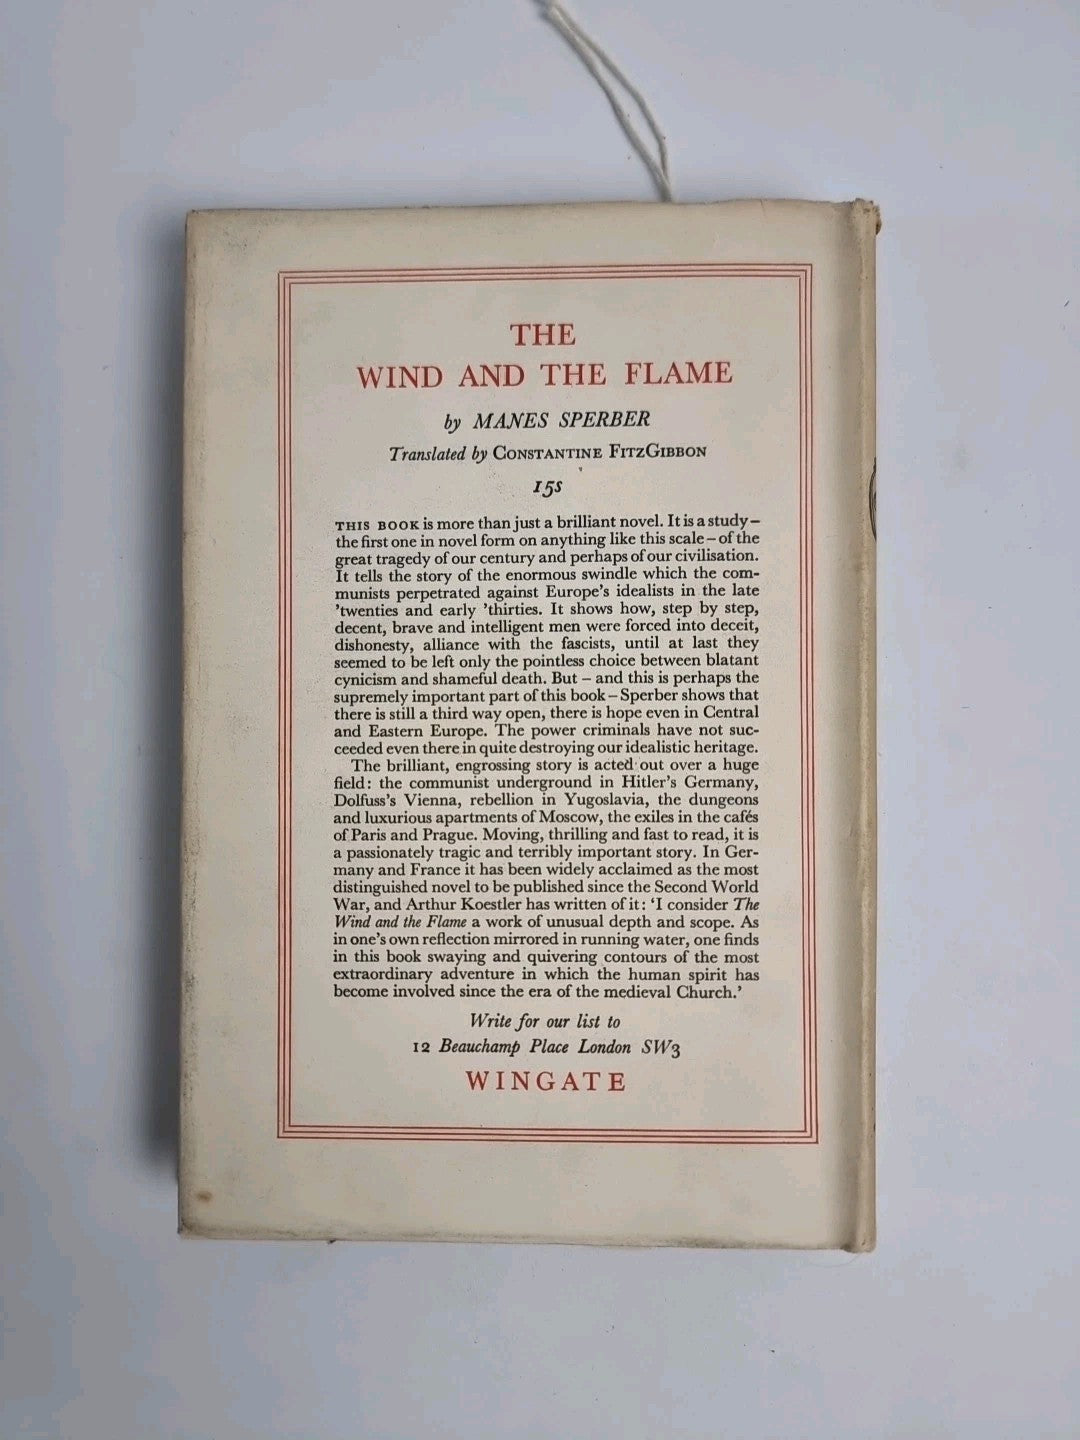 THE
WIND AND THE FLAME
by MANES SPERBER
Translated by CONSTANTINE FITZGIBBON
15s
THIS BOOK is more than just a brilliant novel. It is a study –
the first one in novel form on anything like this scale – of the
great tragedy of our century and perhaps of our civilisation.
It tells the story of the enormous swindle which the com-
munists perpetrated against Europe's idealists in the late
'twenties and early 'thirties. It shows how, step by step,
decent, brave and intelligent men were forced into deceit,
dishonesty, alliance with the fascists, until at last they
seemed to be left only the pointless choice between blatant
cynicism and shameful death. But – and this is perhaps the
supremely important part of this book – Sperber shows that
there is still a third way open, there is hope even in Central
and Eastern Europe. The power criminals have not suc-
ceeded even there in quite destroying our idealistic heritage.
The brilliant, engrossing story is acted out over a huge
field: the communist underground in Hitler's Germany,
Dolfuss's Vienna, rebellion in Yugoslavia, the dungeons
and luxurious apartments of Moscow, the exiles in the cafés
of Paris and Prague. Moving, thrilling and fast to read, it is
a passionately tragic and terribly important story. In Ger-
many and France it has been widely acclaimed as the most
distinguished novel to be published since the Second World
War, and Arthur Koestler has written of it: 'I consider The
Wind and the Flame a work of unusual depth and scope. As
in one's own reflection mirrored in running water, one finds
in this book swaying and quivering contours of the most
extraordinary adventure in which the human spirit has
become involved since the era of the medieval Church.'
Write for our list to
12 Beauchamp Place London SW3
WINGATE